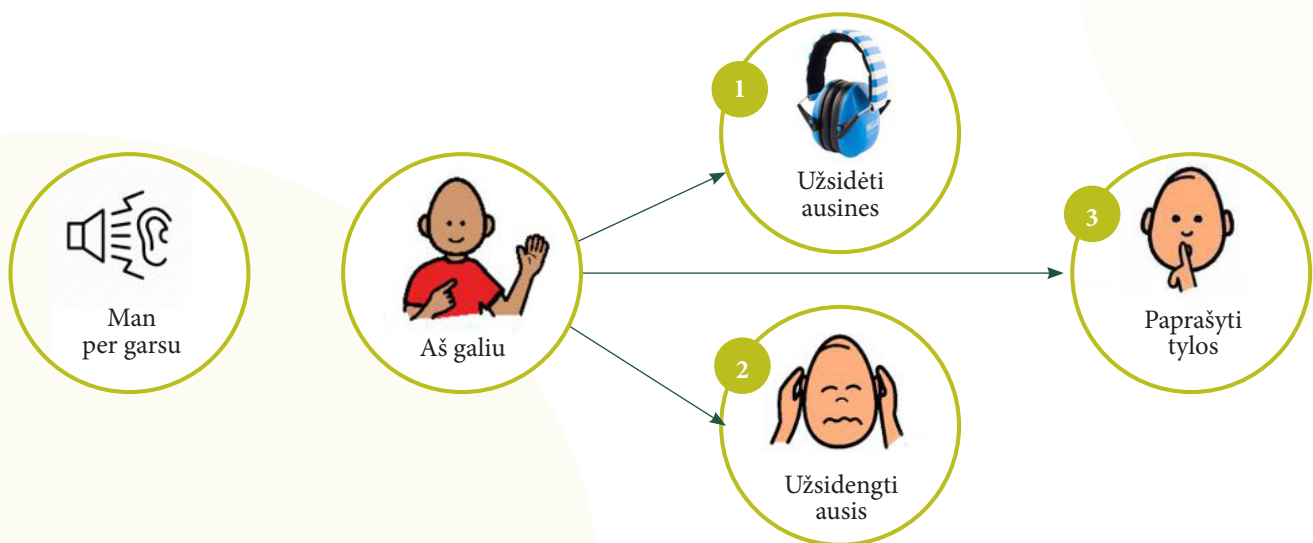 Man
per garsu
Aš galiu
1
Užsidėti
ausines
2
Užsidengti
ausis
3
Paprašyti
tylos